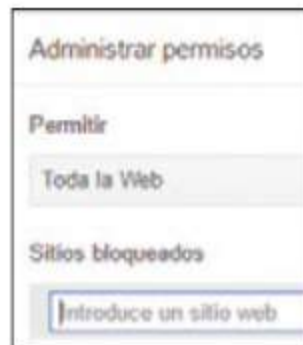 Administrar permisos
Permitir
Toda la Web
Sitios bloqueados
Introduce un sitio web